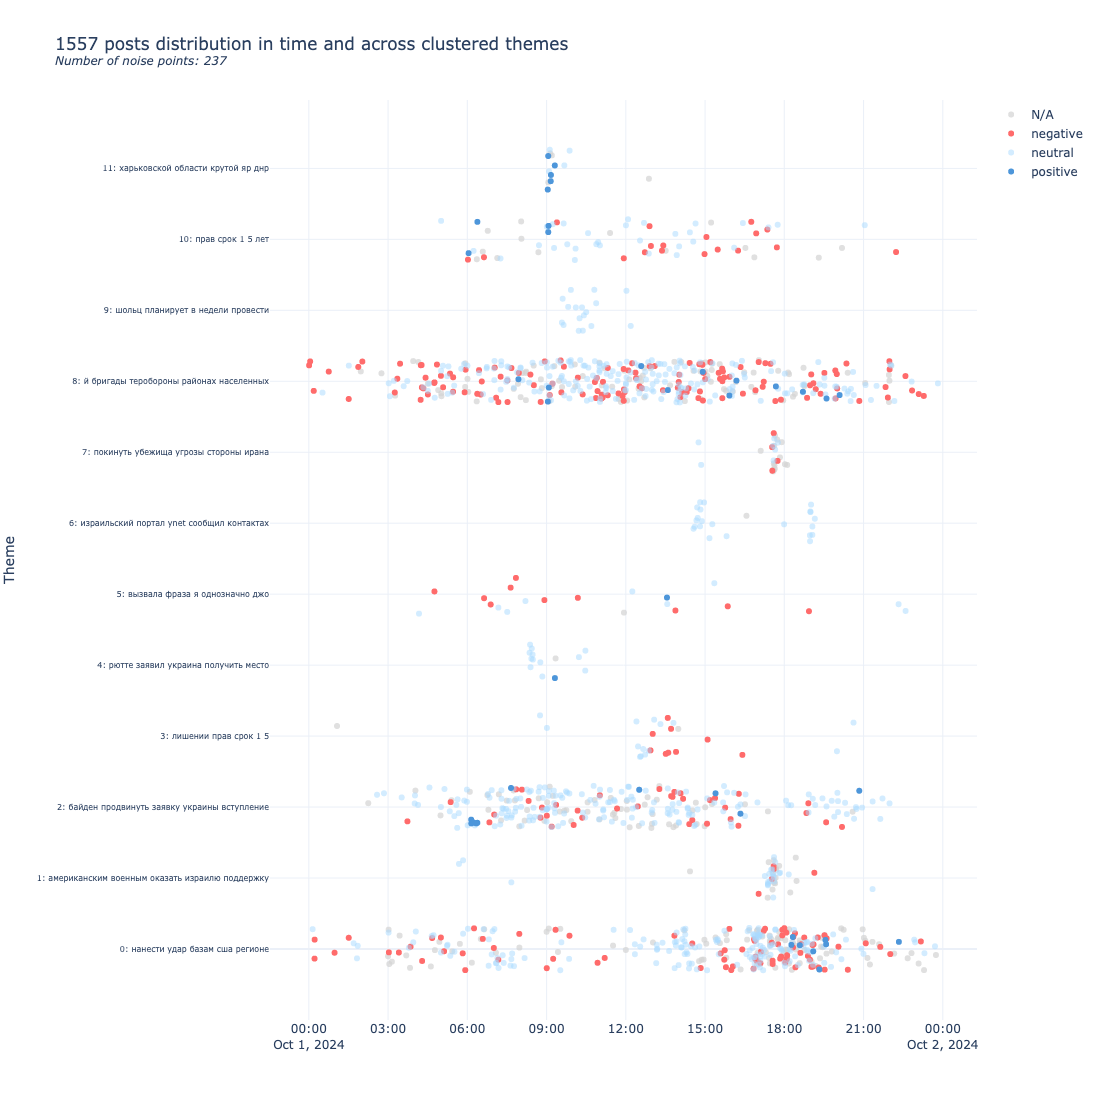 1557 posts distribution in time and across clustered themes
Number of noise points: 237
N/A
negative
neutral
positive
11: харьковской области крутой яр днр
10: прав срок 1 5 лет
9: шольц планирует в недели провести
8: й бригады теробороны районах населенных
7: покинуть убежища угрозы стороны ирана
6: израильский портал ynet сообщил контактах
5: вызвала фраза я однозначно джо
4: рютте заявил украина получить место
3: лишении прав срок 1 5
2: байден продвинуть заявку украины вступление
1: американским военным оказать израилю поддержку
0: нанести удар базам сша регионе
Theme
00:00 03:00 06:00 09:00 12:00 15:00 18:00 21:00 00:00
Oct 1, 2024 Oct 2, 2024